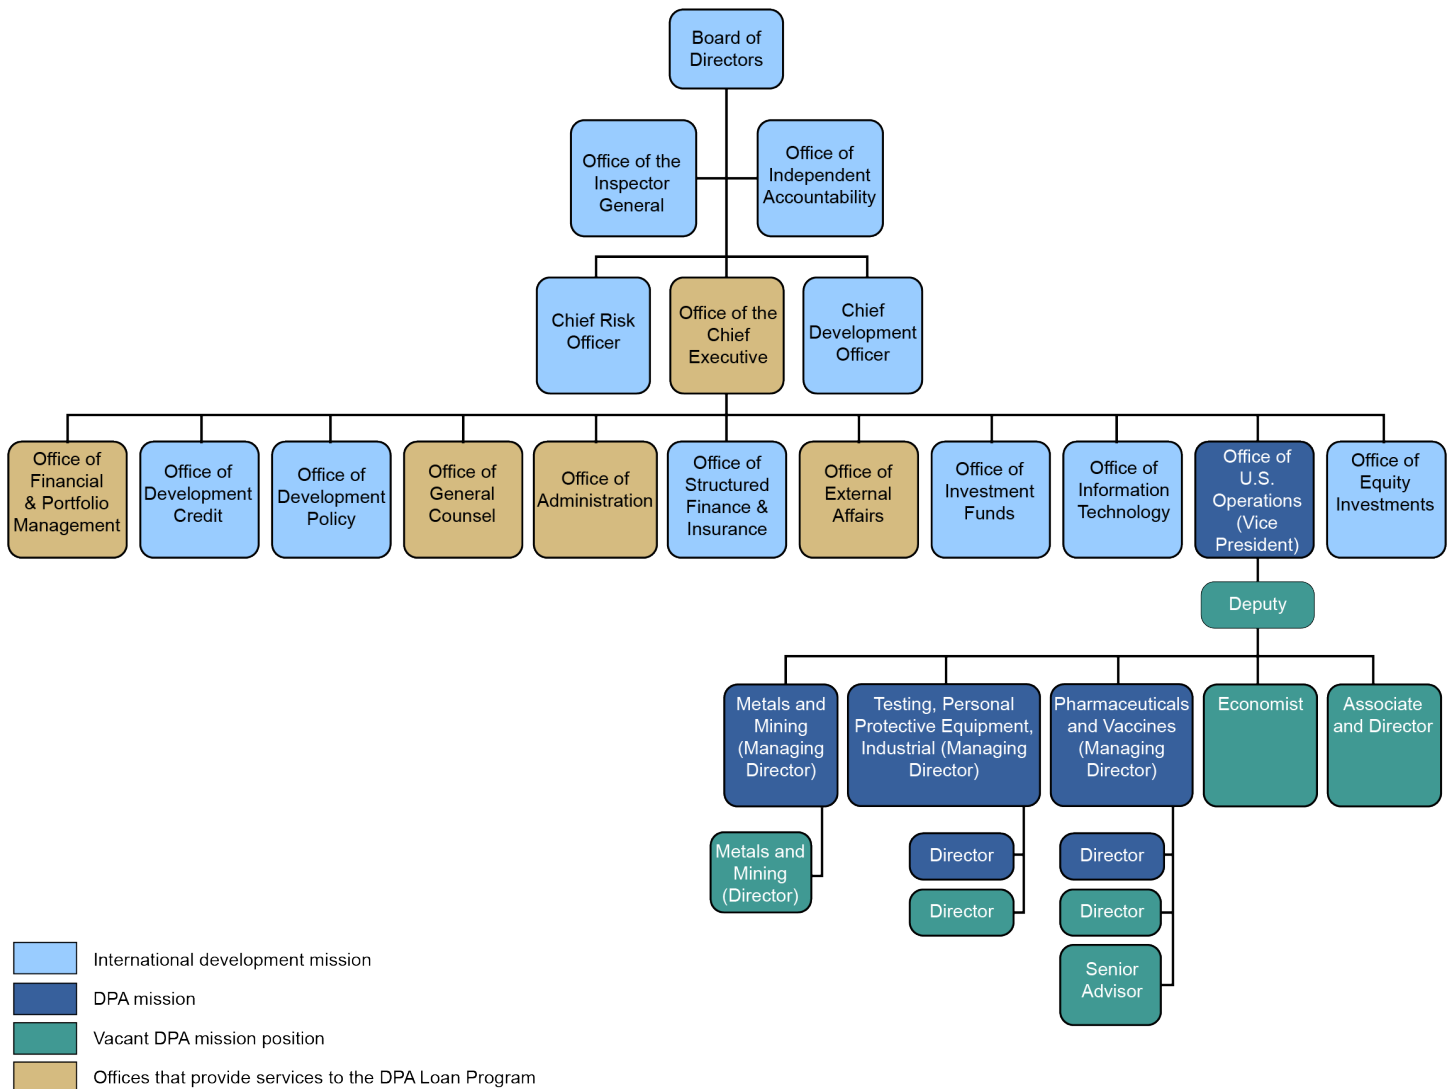 Board of
Directors
Office of the
Inspector
General
Office of
Independent
Accountability
Chief Risk
Officer
Office of the
Chief
Executive
Chief
Development
Officer
Office of
Financial
& Portfolio
Management
Office of
Development
Credit
Office of
Development
Policy
Office of
General
Counsel
Office of
Administration
Office of
Structured
Finance &
Insurance
Office of
External
Affairs
Office of
Investment
Funds
Office of
Information
Technology
Office of
U.S.
Operations
(Vice
President)
Office of
Equity
Investments
Deputy
Metals and
Mining
(Managing
Director)
Testing, Personal
Protective Equipment,
Industrial (Managing
Director)
Pharmaceuticals
and Vaccines
(Managing
Director)
Economist
Associate
and Director
Metals and
Mining
(Director)
Director
Director
Director
Director
Senior
Advisor
International development mission
DPA mission
Vacant DPA mission position
Offices that provide services to the DPA Loan Program